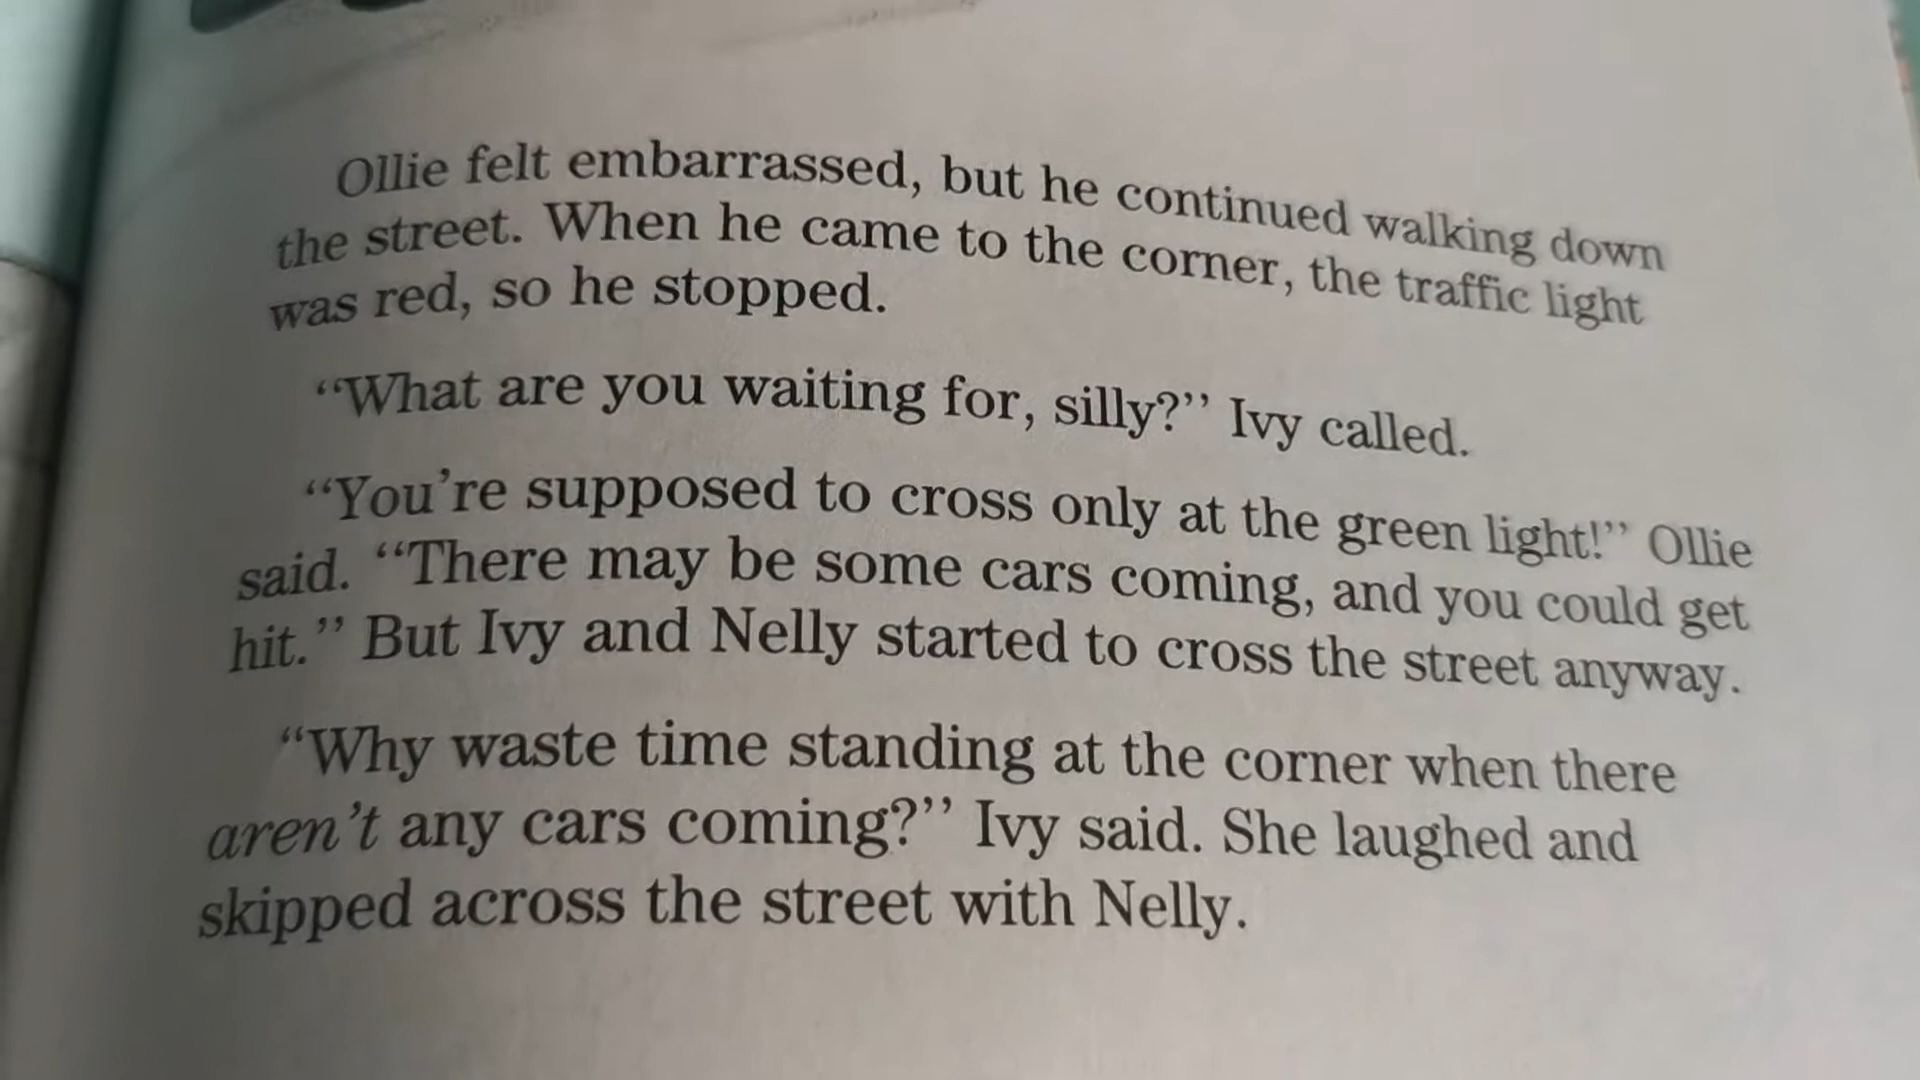 Ollie felt embarrassed, but he continued walking down
the street. When he came to the corner, the traffic light
was red, so he stopped.
“What are you waiting for, silly?” Ivy called.
“You’re supposed to cross only at the green light!” Ollie
said. “There may be some cars coming, and you could get
hit.” But Ivy and Nelly started to cross the street anyway.
“Why waste time standing at the corner when there
aren’t any cars coming?” Ivy said. She laughed and
skipped across the street with Nelly.